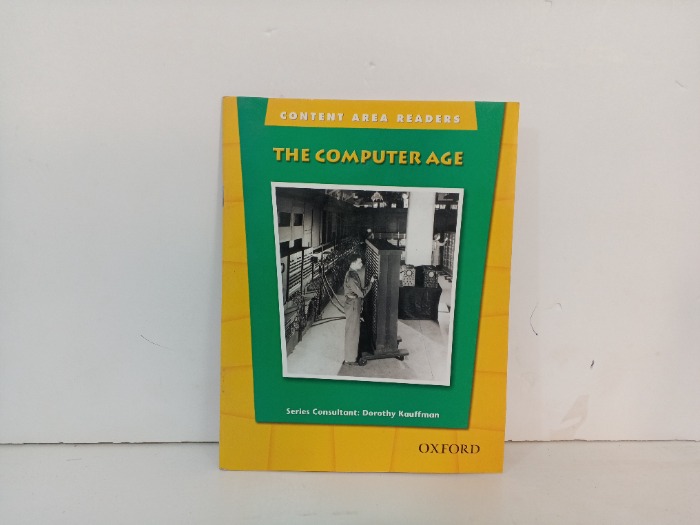 CONTENT AREA READERS
THE COMPUTER AGE
Series Consultant: Dorothy Kauffman
OXFORD